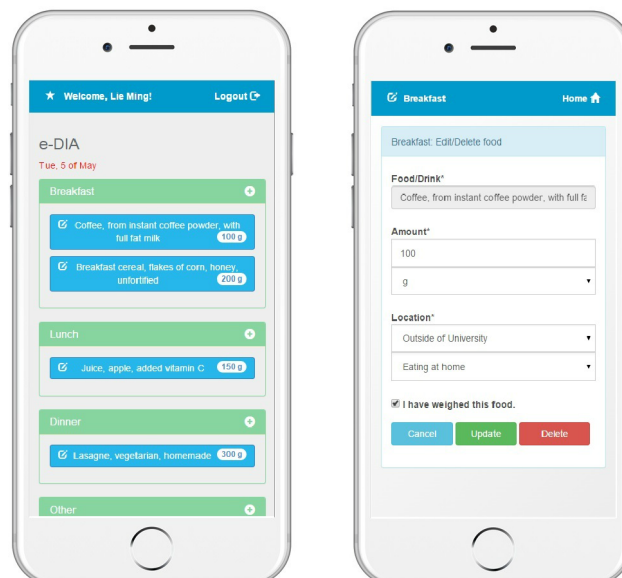 Welcome, Lie Ming! Logout
e-DIA
Tue, 5 of May
Breakfast
Coffee, from instant coffee powder, with
full fat milk 100 g
Breakfast cereal, flakes of corn, honey,
unfortified 200 g
Lunch
Juice, apple, added vitamin C 150 g
Dinner
Lasagne, vegetarian, homemade 300 g
Other
Breakfast Home
Breakfast: Edit/Delete food
Food/Drink*
Coffee, from instant coffee powder, with full fa
Amount*
100
g
Location*
Outside of University
Eating at home
I have weighed this food.
Cancel Update Delete